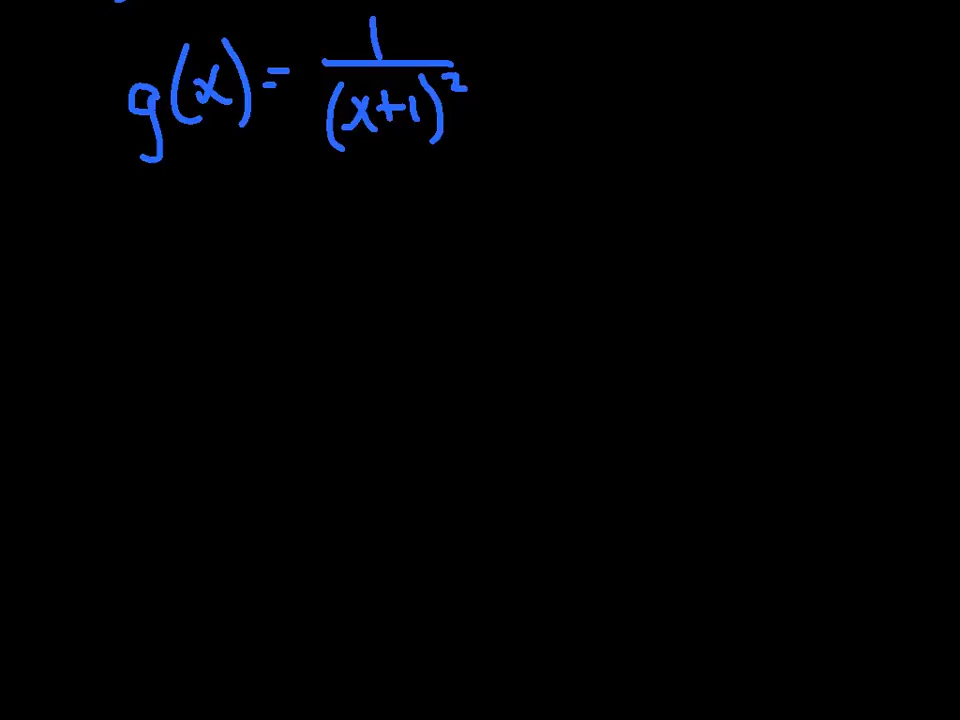 g(x) = 1/(x+1)²